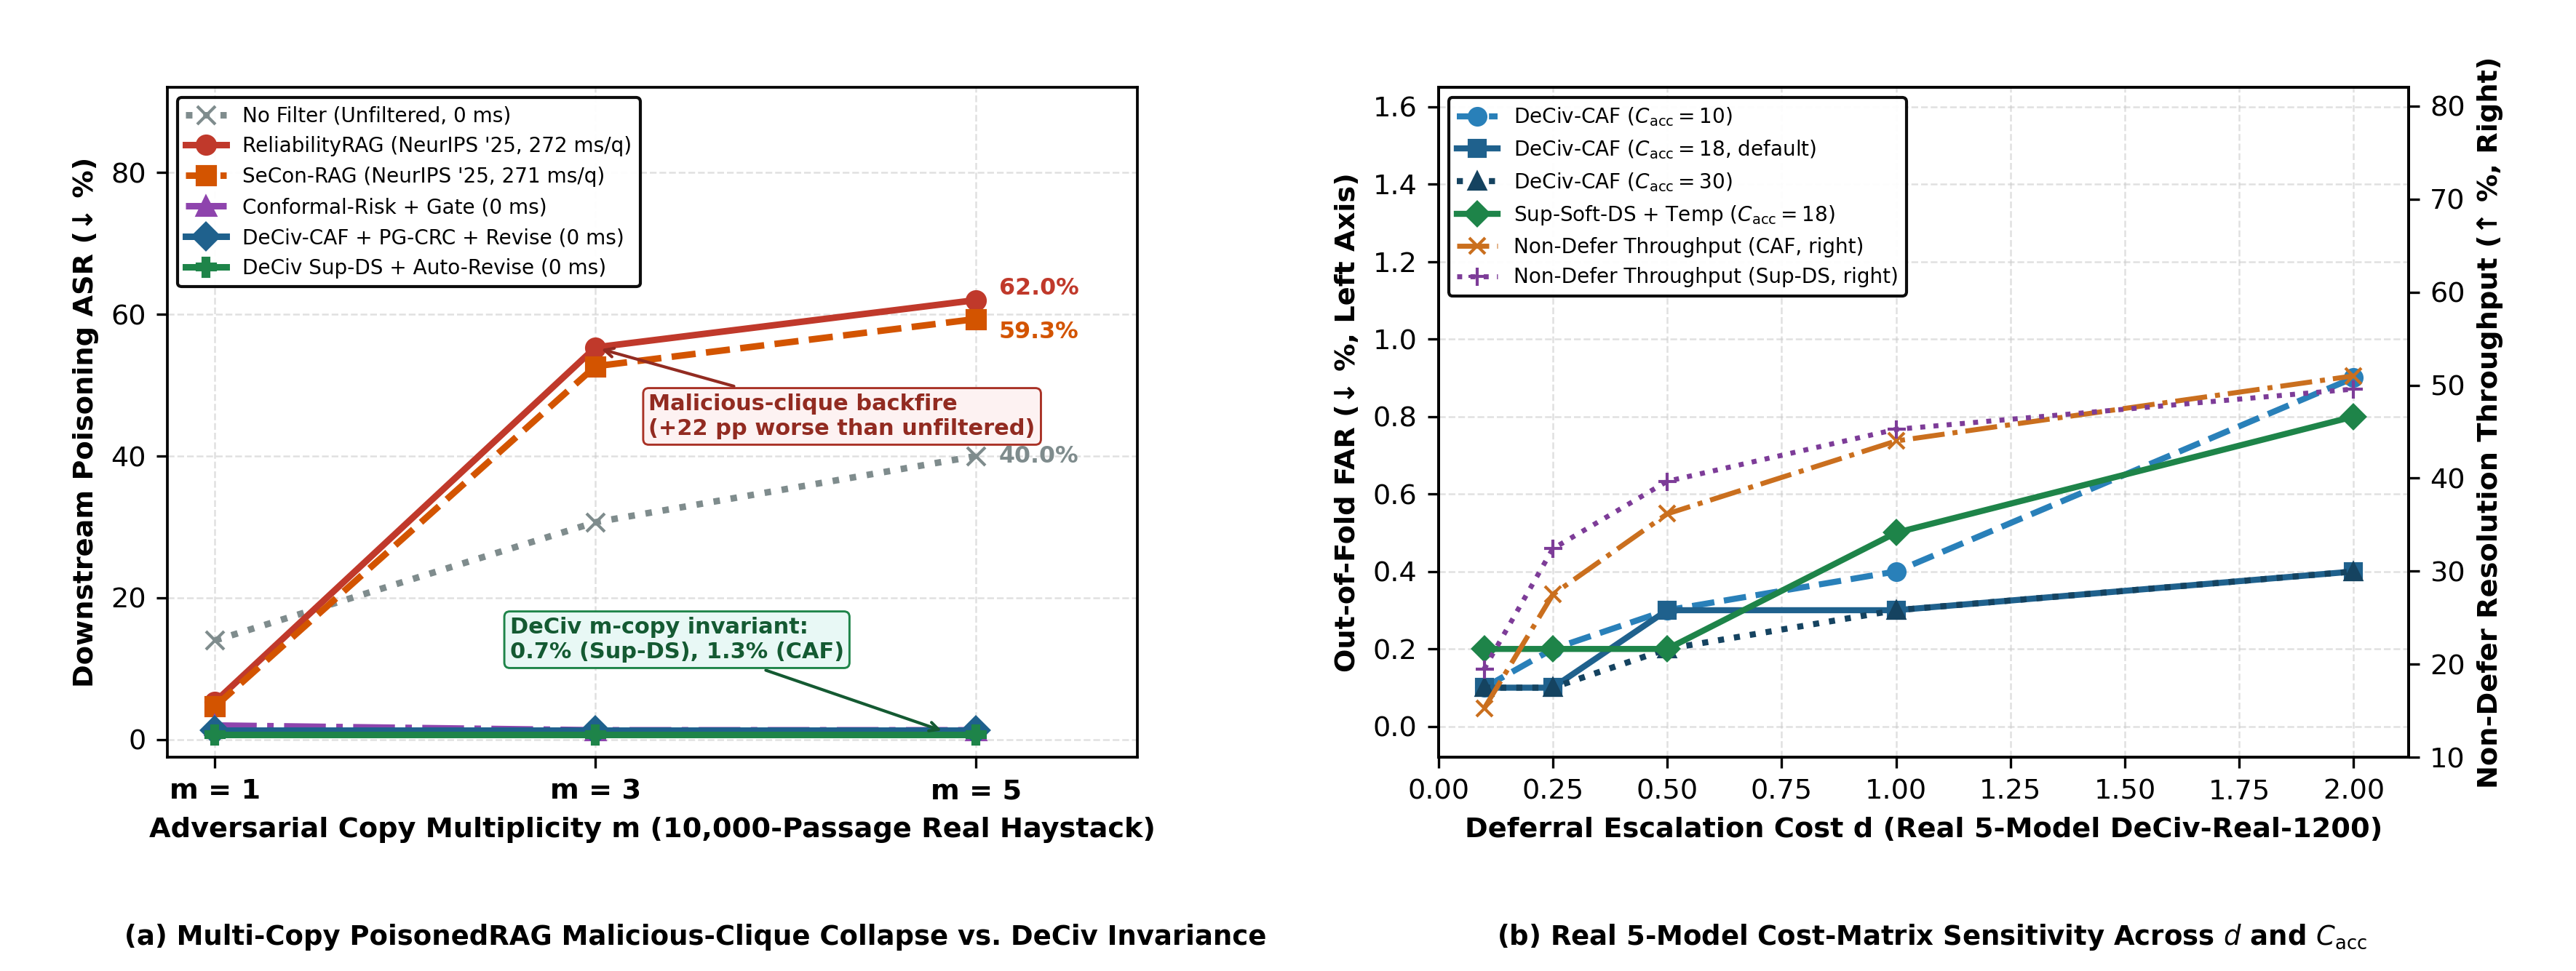 No Filter (Unfiltered, 0 ms)
ReliabilityRAG (NeurIPS '25, 272 ms/q)
SeCon-RAG (NeurIPS '25, 271 ms/q)
Conformal-Risk + Gate (0 ms)
DeCiv-CAF + PG-CRC + Revise (0 ms)
DeCiv Sup-DS + Auto-Revise (0 ms)
Downstream Poisoning ASR (↓ %)
80
60
40
20
0
62.0%
59.3%
Malicious-clique backfire
(+22 pp worse than unfiltered)
40.0%
DeCiv m-copy invariant:
0.7% (Sup-DS), 1.3% (CAF)
m = 1
m = 3
m = 5
Adversarial Copy Multiplicity m (10,000-Passage Real Haystack)
(a) Multi-Copy PoisonedRAG Malicious-Clique Collapse vs. DeCiv Invariance
DeCiv-CAF (C_acc = 10)
DeCiv-CAF (C_acc = 18, default)
DeCiv-CAF (C_acc = 30)
Sup-Soft-DS + Temp (C_acc = 18)
Non-Defer Throughput (CAF, right)
Non-Defer Throughput (Sup-DS, right)
Out-of-Fold FAR (↓ %, Left Axis)
1.6
1.4
1.2
1.0
0.8
0.6
0.4
0.2
0.0
80
70
60
50
40
30
20
10
Non-Defer Resolution Throughput (↑ %, Right)
0.00
0.25
0.50
0.75
1.00
1.25
1.50
1.75
2.00
Deferral Escalation Cost d (Real 5-Model DeCiv-Real-1200)
(b) Real 5-Model Cost-Matrix Sensitivity Across d and C_acc